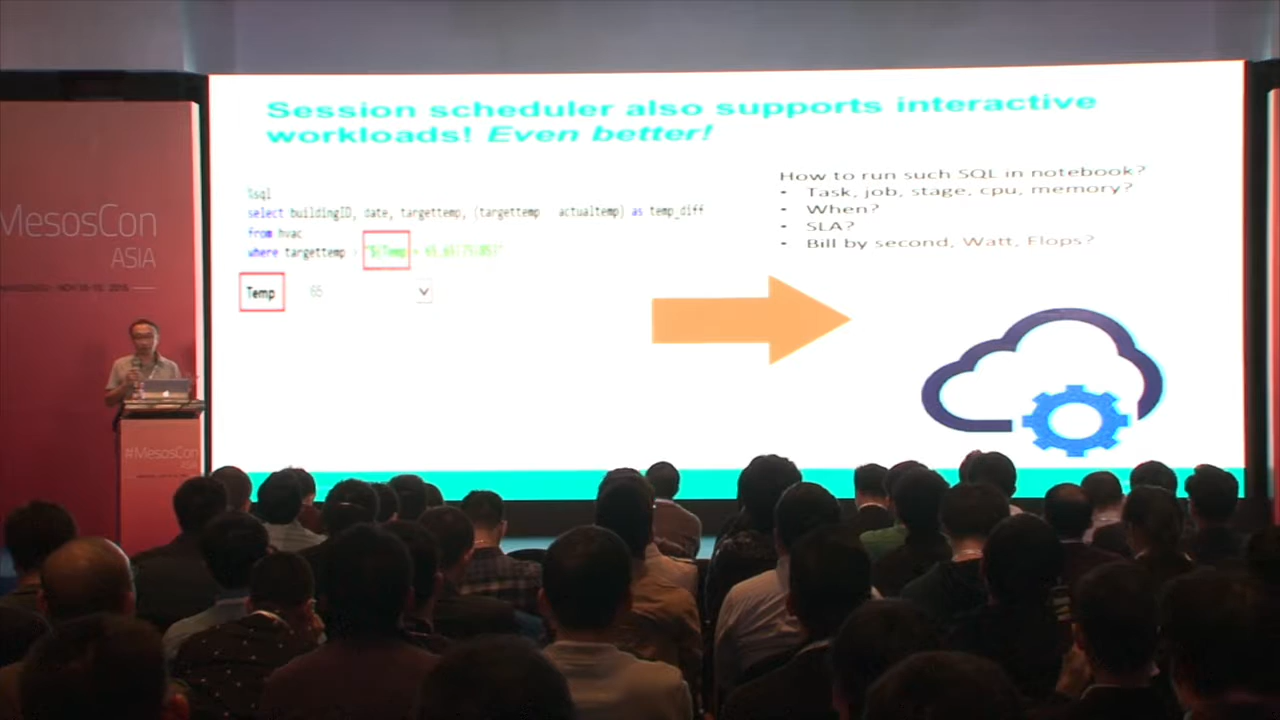 Session scheduler also supports interactive
workloads! Even better!
%sql
select buildingID, date, targettemp, (targettemp actualtemp) as temp_diff
from hvac
where targettemp > "${Temp =
Temp 65
How to run such SQL in notebook?
• Task, job, stage, cpu, memory?
• When?
• SLA?
• Bill by second, Watt, Flops?
MesosCon
ASIA
#MesosCon
ASIA